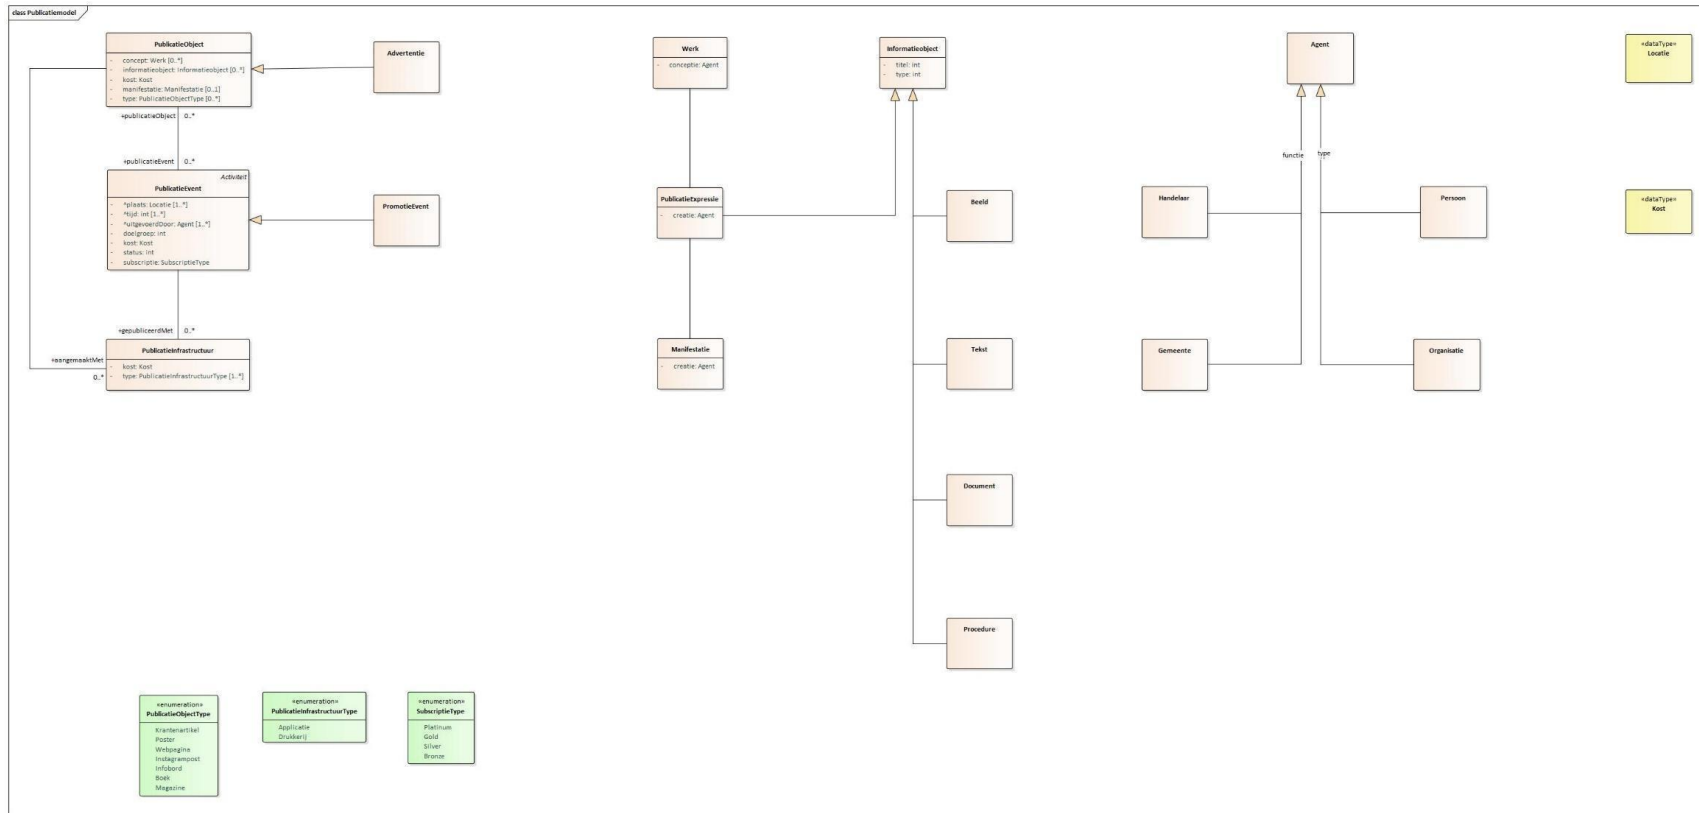 class Publicatiemodel
PublicatieObject
- concept: Werk [0..*]
- informatieobject: Informatieobject [0..*]
- kost: Kost
- manifestatie: Manifestatie [0..1]
- type: PublicatieObjectType [0..*]
Advertentie
+publicatieObject 0..*
+publicatieEvent 0..*
Activiteit
PublicatieEvent
- ^plaats: Locatie [1..*]
- ^tijd: int [1..*]
- ^uitgevoerdDoor: Agent [1..*]
- doelgroep: int
- kost: Kost
- status: int
- subscriptie: SubscriptieType
PromotieEvent
+gepubliceerdMet 0..*
+aangemaaktMet
0..*
PublicatieInfrastructuur
- kost: Kost
- type: PublicatieInfrastructuurType [1..*]
Werk
- conceptie: Agent
PublicatieExpressie
- creatie: Agent
Manifestatie
- creatie: Agent
Informatieobject
- titel: int
- type: int
Beeld
Tekst
Document
Procedure
Agent
functie
type
Handelaar
Persoon
Gemeente
Organisatie
«dataType»
Locatie
«dataType»
Kost
«enumeration»
PublicatieObjectType
Krantenartikel
Poster
Webpagina
Instagrampost
Infobord
Boek
Magazine
«enumeration»
PublicatieInfrastructuurType
Applicatie
Drukkerij
«enumeration»
SubscriptieType
Platinum
Gold
Silver
Bronze